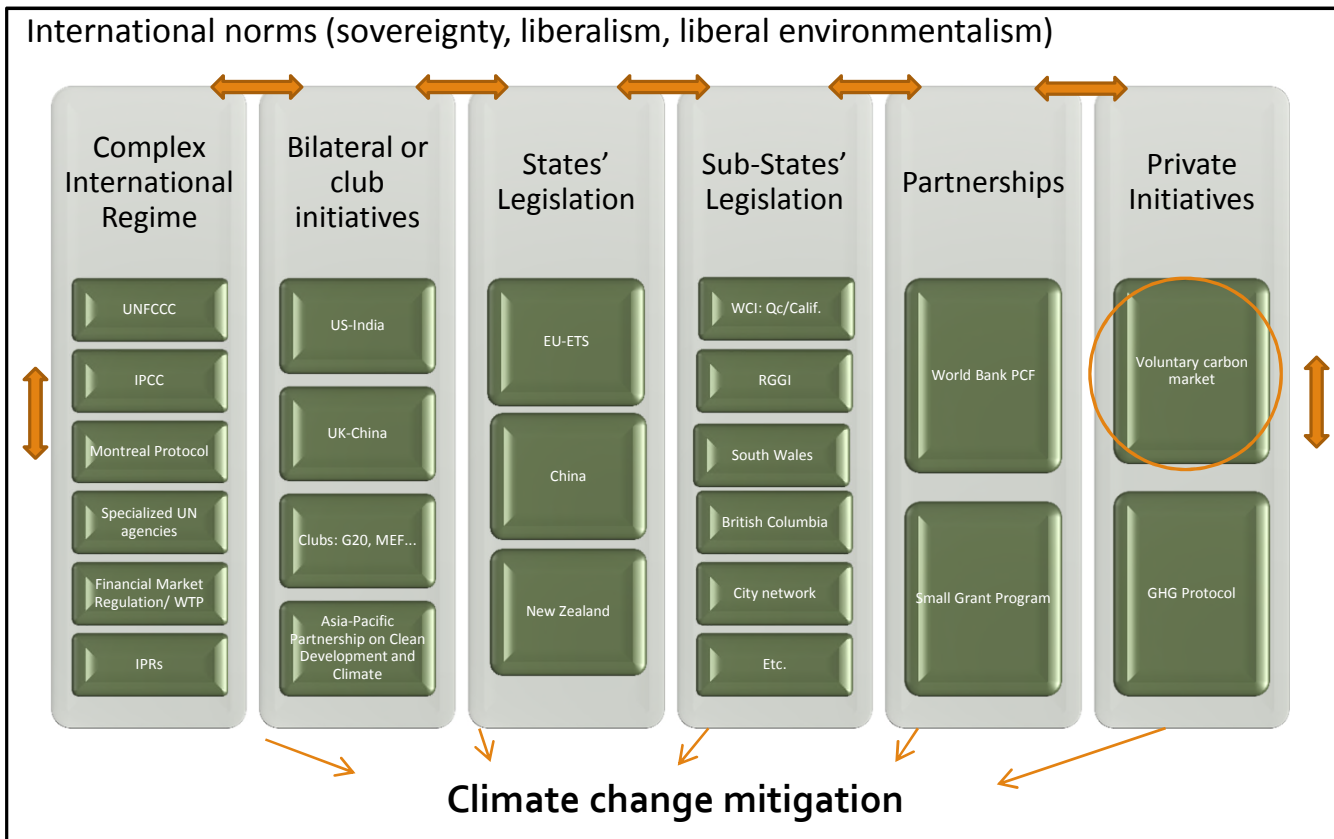 International norms (sovereignty, liberalism, liberal environmentalism)
Complex
International
Regime
UNFCCC
IPCC
Montreal Protocol
Specialized UN
agencies
Financial Market
Regulation/ WTP
IPRs
Bilateral or
club
initiatives
US-India
UK-China
Clubs: G20, MEF...
Asia-Pacific
Partnership on Clean
Development and
Climate
States’
Legislation
EU-ETS
China
New Zealand
Sub-States’
Legislation
WCI: Qc/Calif.
RGGI
South Wales
British Columbia
City network
Etc.
Partnerships
World Bank PCF
Small Grant Program
Private
Initiatives
Voluntary carbon
market
GHG Protocol
Climate change mitigation